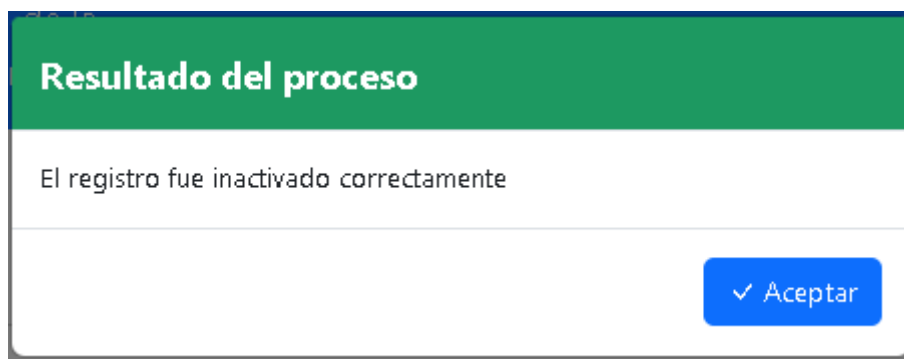 Resultado del proceso
El registro fue inactivado correctamente
Aceptar